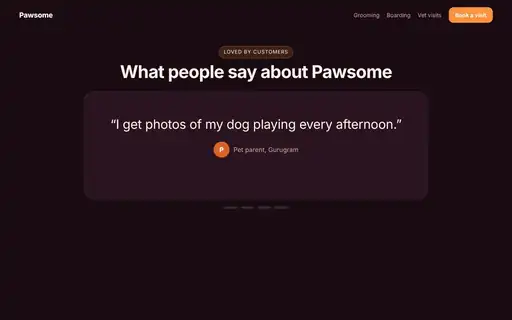 Pawsome
Grooming Boarding Vet visits Book a visit
LOVED BY CUSTOMERS
What people say about Pawsome
“I get photos of my dog playing every afternoon.”
P Pet parent, Gurugram